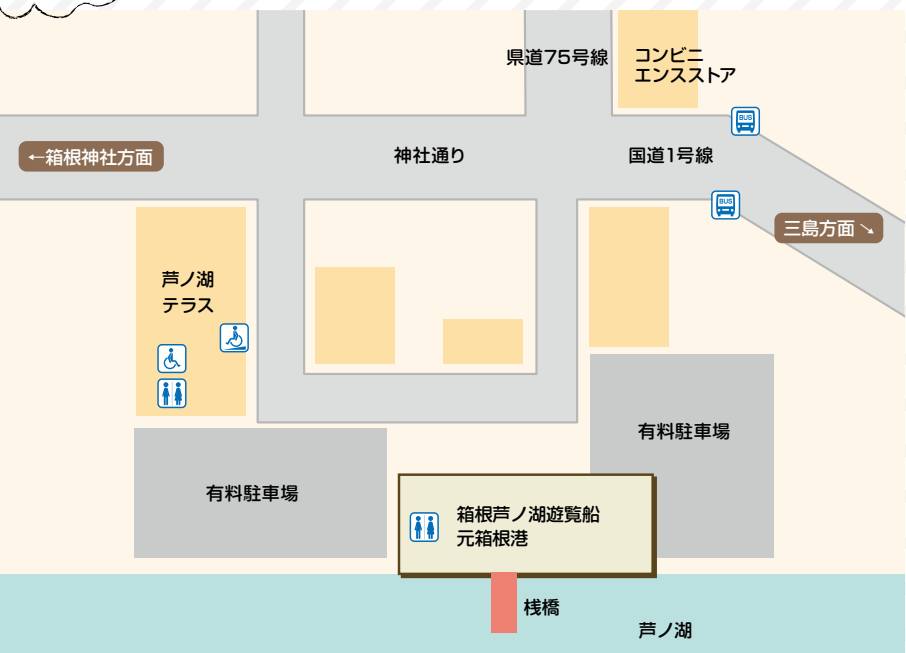 県道75号線
コンビニ
エンスストア
BUS
←箱根神社方面
神社通り
国道1号線
BUS
三島方面↘
芦ノ湖
テラス
有料駐車場
有料駐車場
箱根芦ノ湖遊覧船
元箱根港
桟橋
芦ノ湖